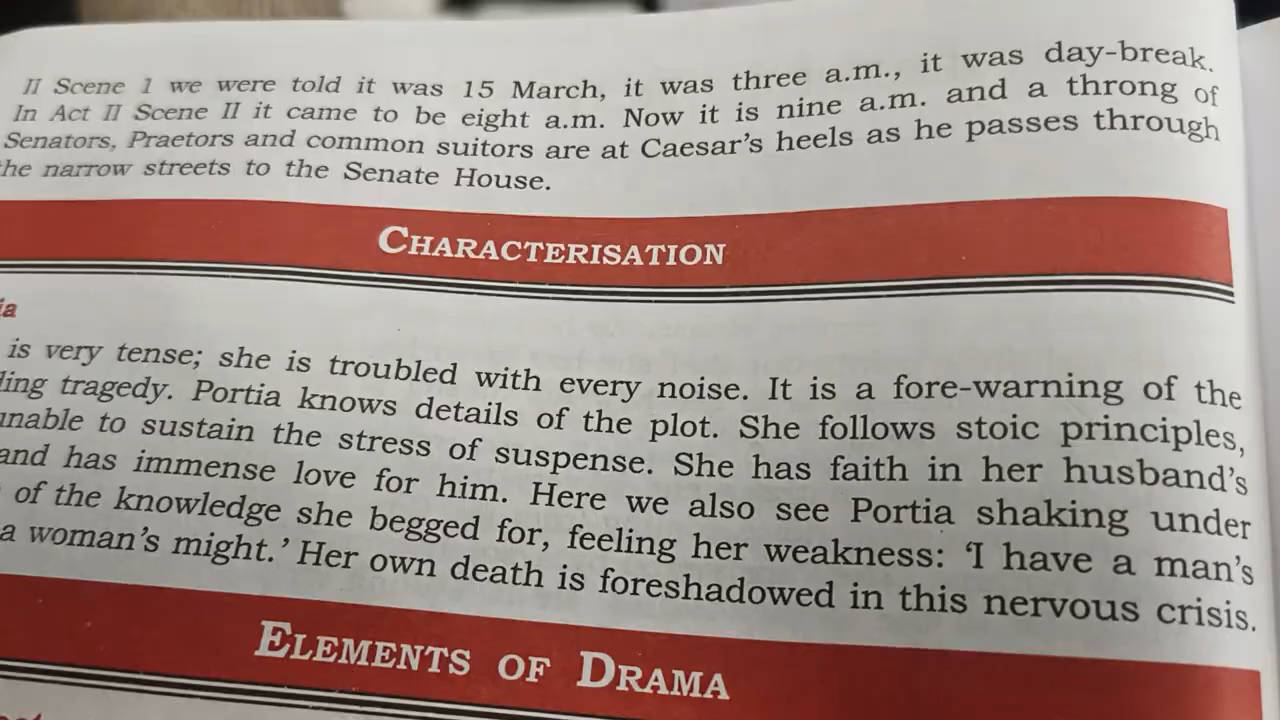 II Scene 1 we were told it was 15 March, it was three a.m., it was day-break.
In Act II Scene II it came to be eight a.m. Now it is nine a.m. and a throng of
Senators, Praetors and common suitors are at Caesar's heels as he passes through
the narrow streets to the Senate House.
CHARACTERISATION
ia
is very tense; she is troubled with every noise. It is a fore-warning of the
ding tragedy. Portia knows details of the plot. She follows stoic principles,
unable to sustain the stress of suspense. She has faith in her husband's
and has immense love for him. Here we also see Portia shaking under
of the knowledge she begged for, feeling her weakness: 'I have a man's
a woman's might.' Her own death is foreshadowed in this nervous crisis.
ELEMENTS OF DRAMA